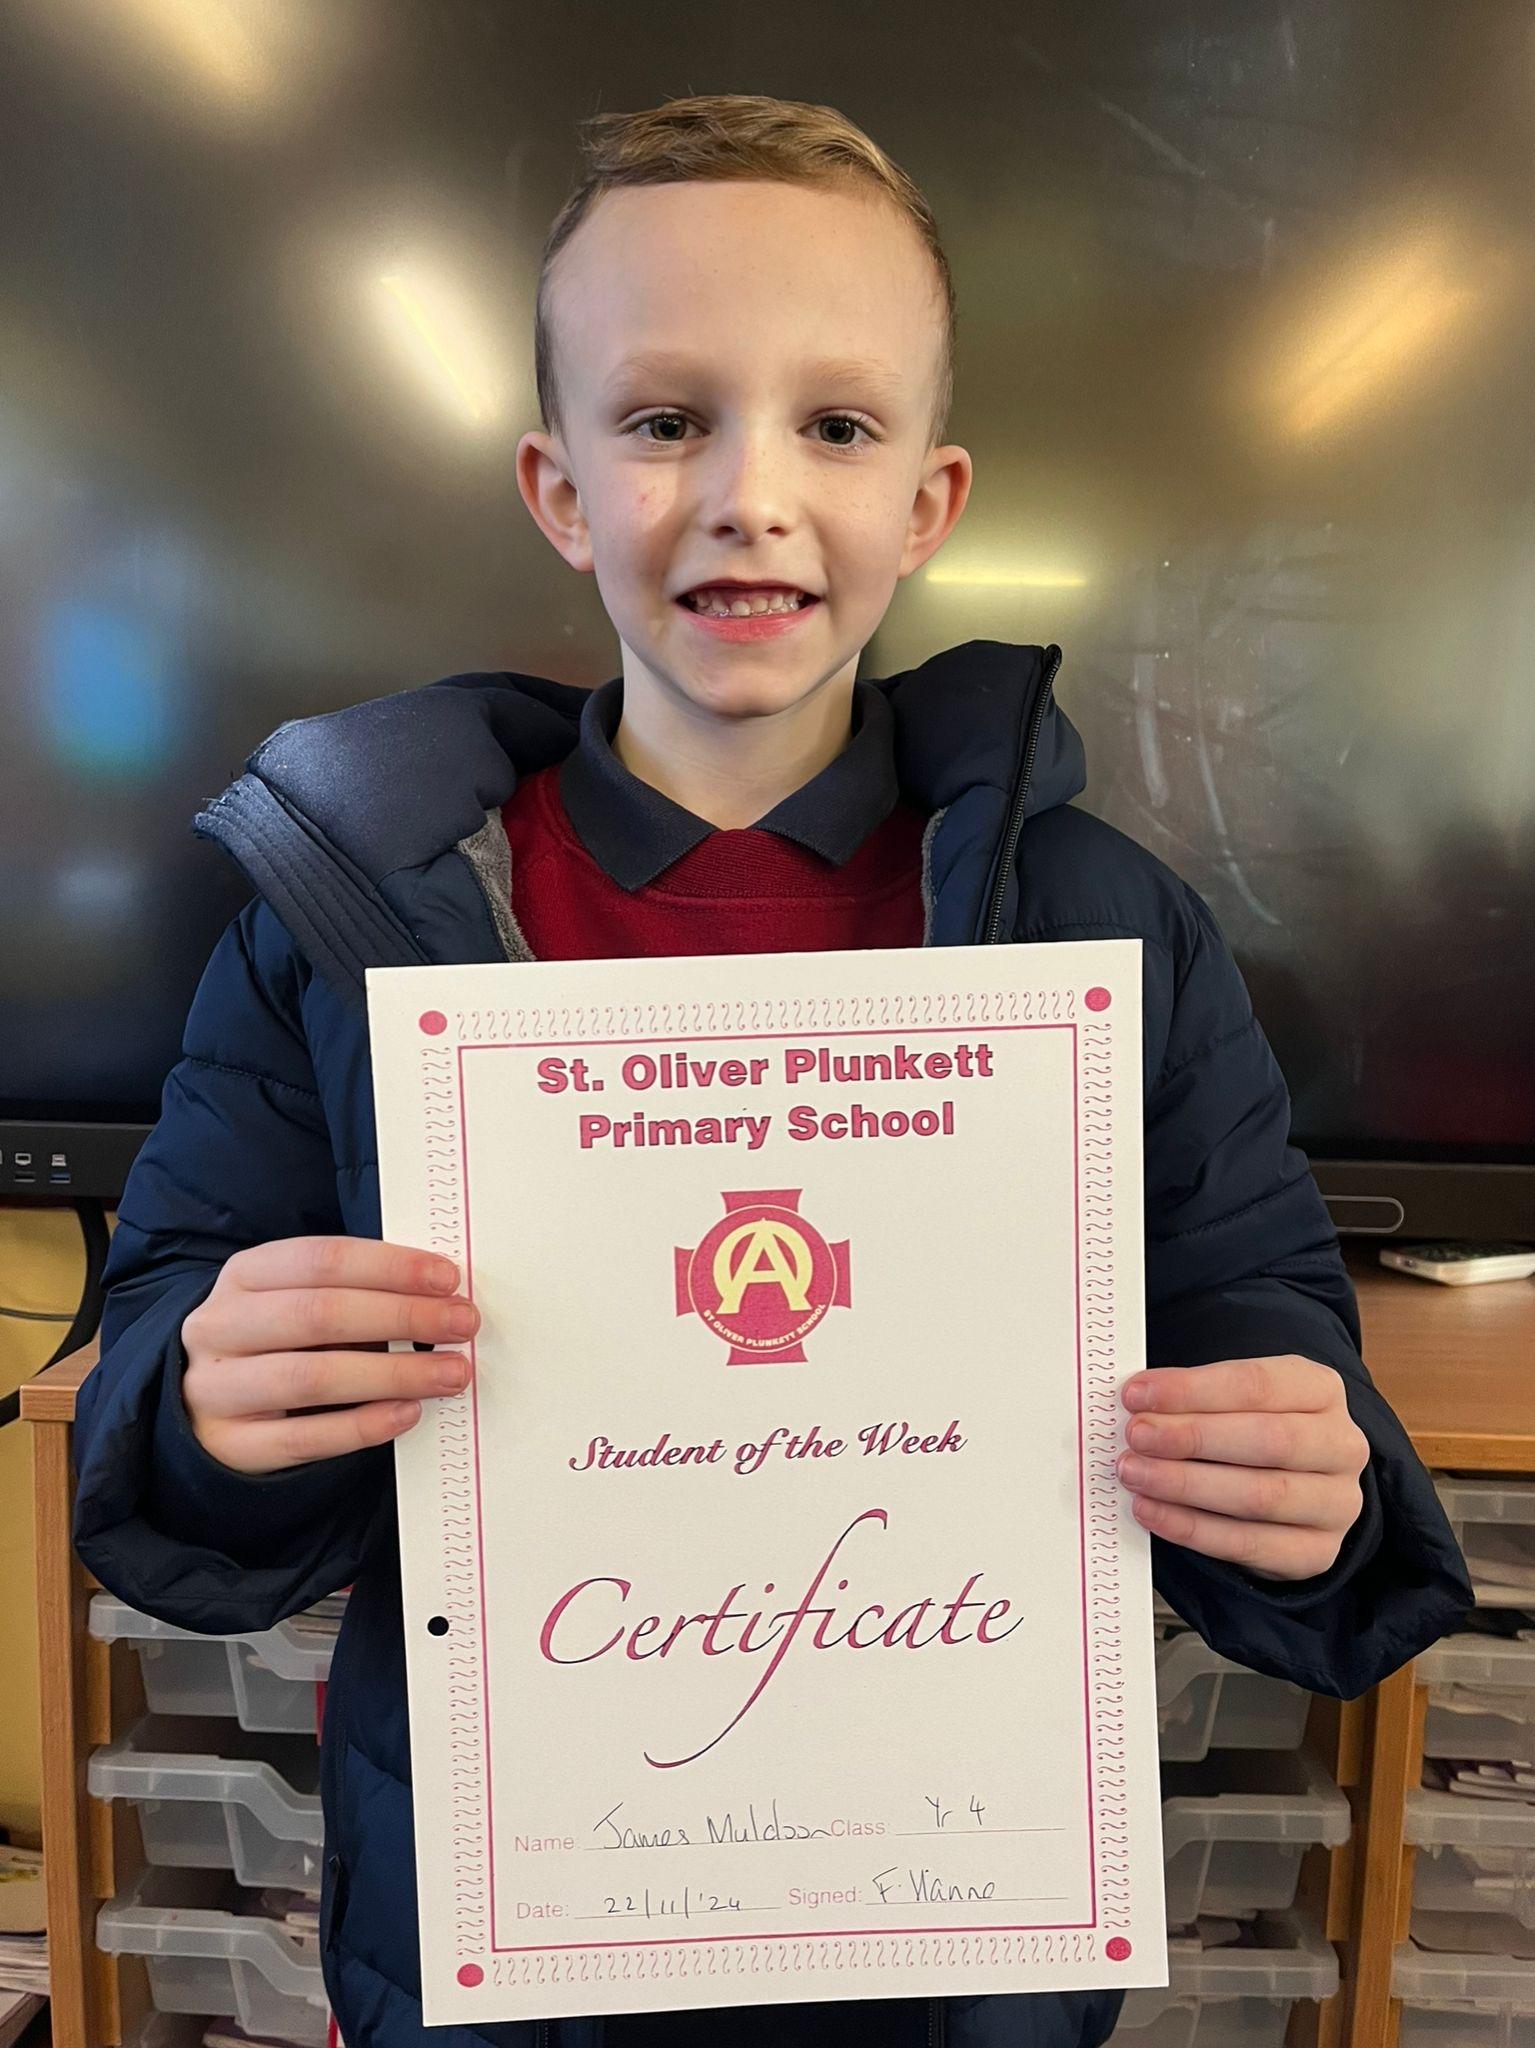 St. Oliver Plunkett
Primary School
ST OLIVER PLUNKETT SCHOOL
Student of the Week
Certificate
Name: James Muldoon Class: Yr 4
Date: 22/11/'24 Signed: F. Vianno